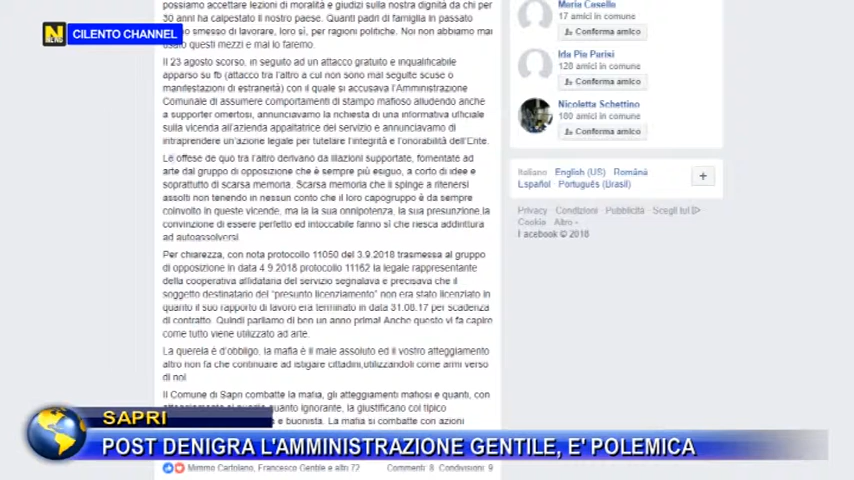 possiamo accettare lezioni di moralità e giudizi sulla nostra dignità da chi per
30 anni ha calpestato il nostro paese. Quanti padri di famiglia in passato
smesso di lavorare, loro sì, per ragioni politiche. Noi non abbiamo mai
usato questi mezzi e mai lo faremo.
Il 23 agosto scorso, in seguito ad un attacco gratuito e inqualificabile
apparso su fb (attacco tra l'altro a cui non sono mai seguite scuse o
manifestazioni di estraneità) con il quale si accusava l'Amministrazione
Comunale di assumere comportamenti di stampo mafioso alludendo anche
a supporter omertosi, annunciavamo la richiesta di una informativa ufficiale
sulla vicenda all'azienda appaltatrice del servizio e annunciavamo di
intraprendere un'azione legale per tutelare l'integrità e l'onorabilità dell'Ente.
Le offese de quo tra l'altro derivano da illazioni supportate, fomentate ad
arte dal gruppo di opposizione che è sempre più esiguo, a corto di idee e
soprattutto di scarsa memoria. Scarsa memoria che li spinge a ritenersi
assolti non tenendo in nessun conto che il loro capogruppo è da sempre
coinvolto in queste vicende, ma la la sua onnipotenza, la sua presunzione,la
convinzione di essere perfetto ed intoccabile fanno sì che riesca addirittura
ad autoassolversi
Per chiarezza, con nota protocollo 11050 del 3.9.2018 trasmessa al gruppo
di opposizione in data 4.9.2018 protocollo 11162 la legale rappresentante
della cooperativa affidataria del servizio segnalava e precisava che il
soggetto destinatario del "presunto licenziamento" non era stato licenziato in
quanto il suo rapporto di lavoro era terminato in data 31.08.17 per scadenza
di contratto. Quindi parliamo di ben un anno prima! Anche questo vi fa capire
come tutto viene utilizzato ad arte.
La querela è d'obbligo, la mafia è il male assoluto ed il vostro atteggiamento
altro non fa che continuare ad istigare cittadini,utilizzandoli come armi verso
di noi
Il Comune di Sapri combatte la mafia, gli atteggiamenti mafiosi e quanti, con
quanto ignorante, la giustificano col tipico
e buonista. La mafia si combatte con azioni
Mimmo Cartolano, Francesco Gentile e altri 72 Commenti: 8 Condivisioni: 9
Maria Caselle
17 amici in comune
Conferma amico
Irla Pia Parisi
128 amici in comune
Conferma amico
Nicoletta Schettino
180 amici in comune
Conferma amico
Italiano · English (US) · Română
Español · Português (Brasil)
+
Privacy · Condizioni · Pubblicità · Scegli tu!
Cookie · Altro
Facebook © 2018
N
NEWS
CILENTO CHANNEL
SAPRI
POST DENIGRA L'AMMINISTRAZIONE GENTILE, E' POLEMICA